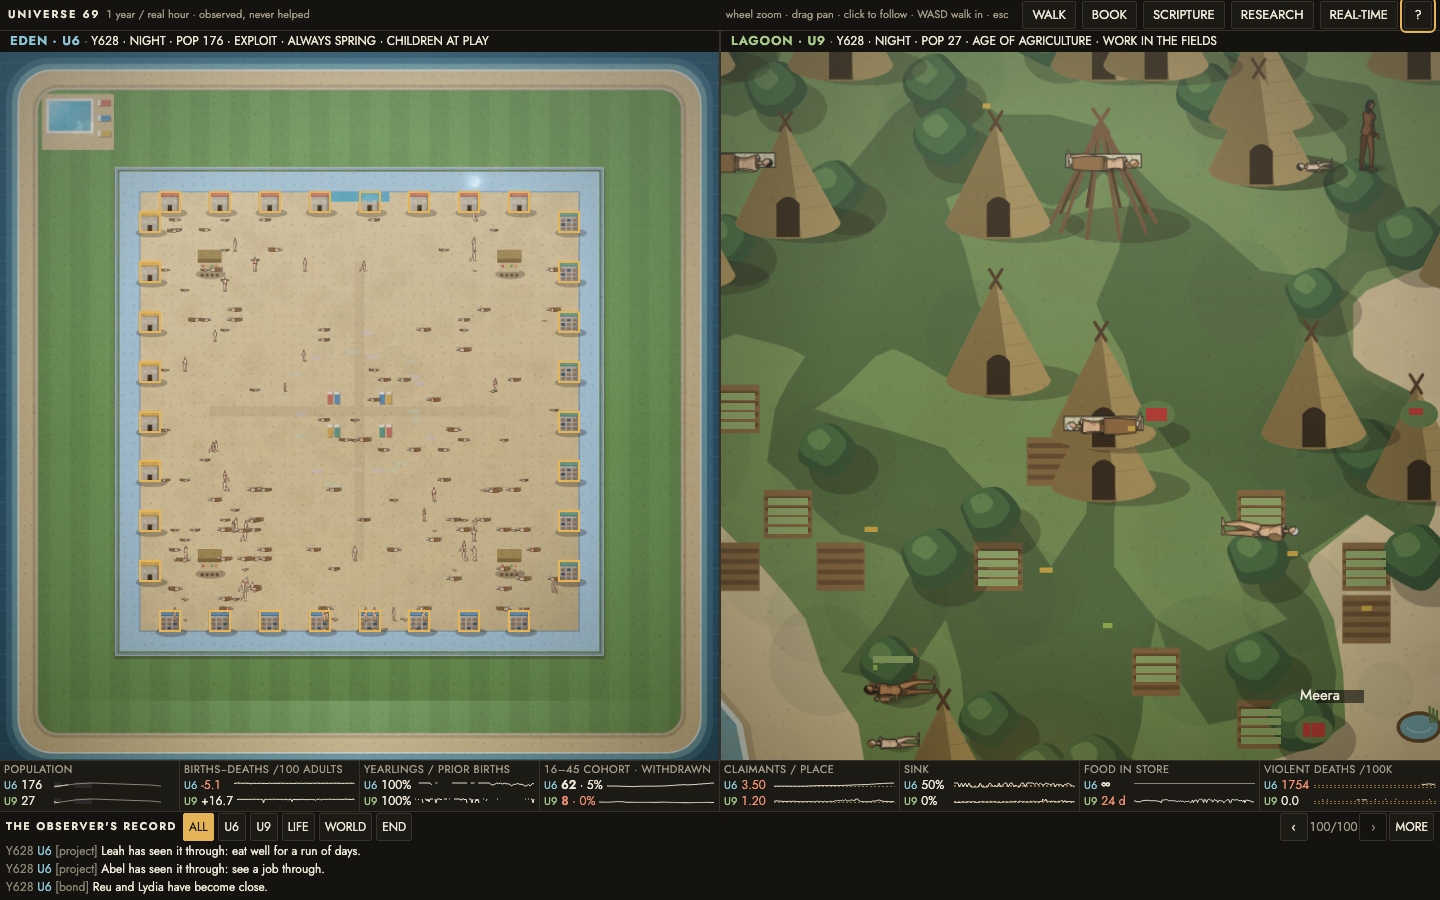 UNIVERSE 69 1 year / real hour · observed, never helped
wheel zoom · drag pan · click to follow · WASD walk in · esc
WALK BOOK SCRIPTURE RESEARCH REAL-TIME ?
EDEN · U6 · Y628 · NIGHT · POP 176 · EXPLOIT · ALWAYS SPRING · CHILDREN AT PLAY
LAGOON · U9 · Y628 · NIGHT · POP 27 · AGE OF AGRICULTURE · WORK IN THE FIELDS
Meera
POPULATION
U6 176
U9 27
BIRTHS–DEATHS /100 ADULTS
U6 -5.1
U9 +16.7
YEARLINGS / PRIOR BIRTHS
U6 100%
U9 100%
16–45 COHORT · WITHDRAWN
U6 62 · 5%
U9 8 · 0%
CLAIMANTS / PLACE
U6 3.50
U9 1.20
SINK
U6 50%
U9 0%
FOOD IN STORE
U6 ∞
U9 24 d
VIOLENT DEATHS /100K
U6 1754
U9 0.0
THE OBSERVER'S RECORD ALL U6 U9 LIFE WORLD END
‹ 100/100 › MORE
Y628 U6 [project] Leah has seen it through: eat well for a run of days.
Y628 U6 [project] Abel has seen it through: see a job through.
Y628 U6 [bond] Reu and Lydia have become close.